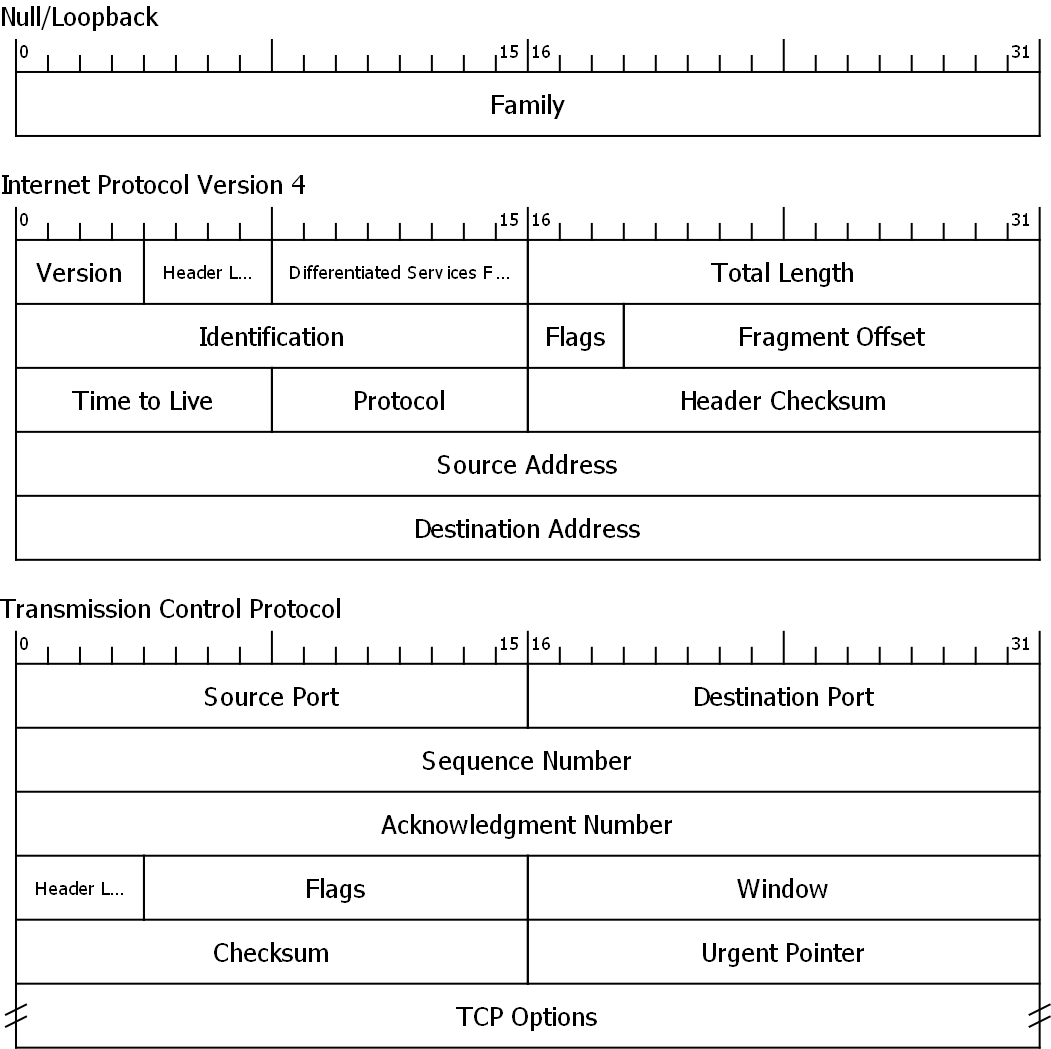 Null/Loopback
0 15 16 31
Family
Internet Protocol Version 4
0 15 16 31
Version Header L... Differentiated Services F... Total Length
Identification Flags Fragment Offset
Time to Live Protocol Header Checksum
Source Address
Destination Address
Transmission Control Protocol
0 15 16 31
Source Port Destination Port
Sequence Number
Acknowledgment Number
Header L... Flags Window
Checksum Urgent Pointer
TCP Options